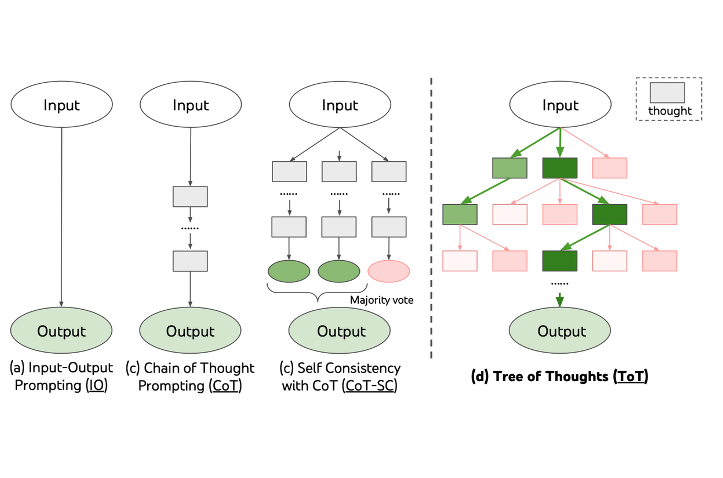 Input
Input
Input
Input
thought
......
......
......
......
Majority vote
......
Output
Output
Output
Output
(a) Input-Output
Prompting (IO)
(c) Chain of Thought
Prompting (CoT)
(c) Self Consistency
with CoT (CoT-SC)
(d) Tree of Thoughts (ToT)